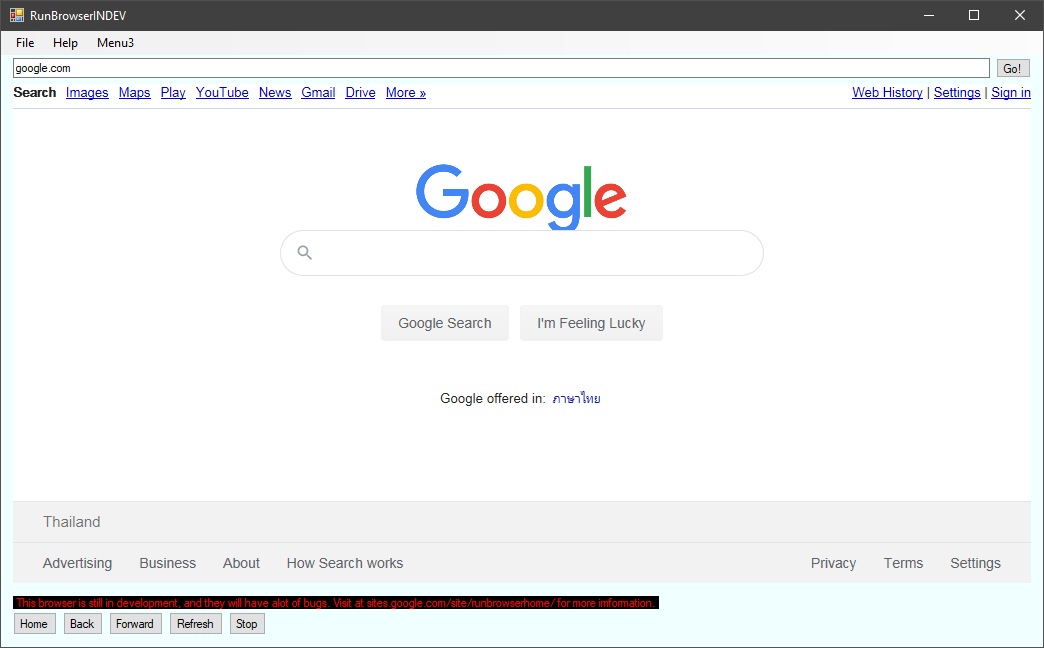 RunBrowserINDEV
File Help Menu3
google.com Go!
Search Images Maps Play YouTube News Gmail Drive More » Web History | Settings | Sign in
Google
Google Search I'm Feeling Lucky
Google offered in: ภาษาไทย
Thailand
Advertising Business About How Search works Privacy Terms Settings
This browser is still in development, and they will have alot of bugs. Visit at sites.google.com/site/runbrowserhome/ for more imformation.
Home Back Forward Refresh Stop